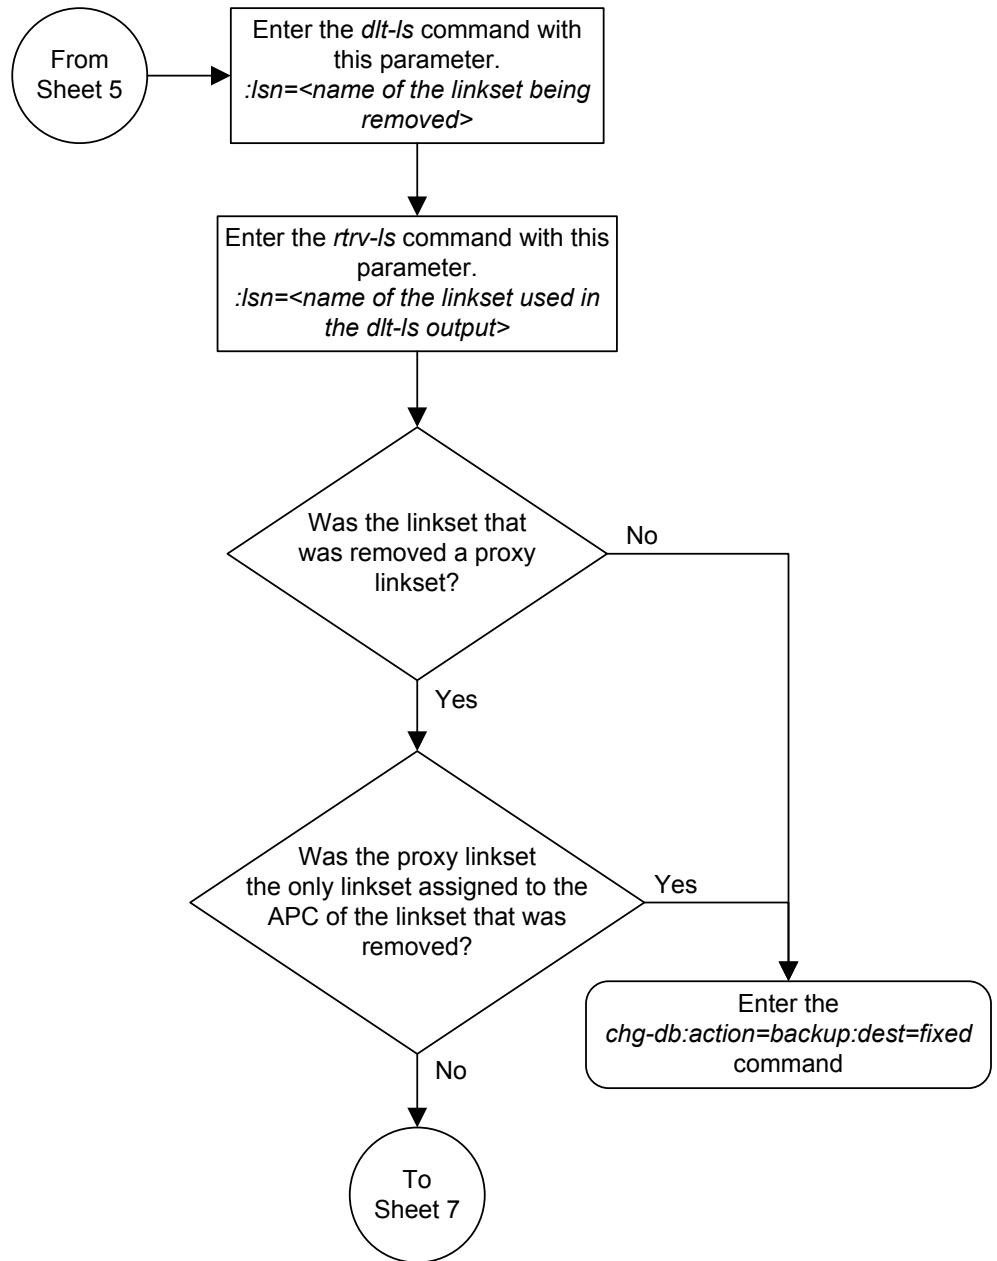 From
Sheet 5
Enter the dlt-ls command with
this parameter.
:lsn=<name of the linkset being
removed>
Enter the rtrv-ls command with this
parameter.
:lsn=<name of the linkset used in
the dlt-ls output>
Was the linkset that
was removed a proxy
linkset?
No
Yes
Was the proxy linkset
the only linkset assigned to the
APC of the linkset that was
removed?
Yes
Enter the
chg-db:action=backup:dest=fixed
command
No
To
Sheet 7